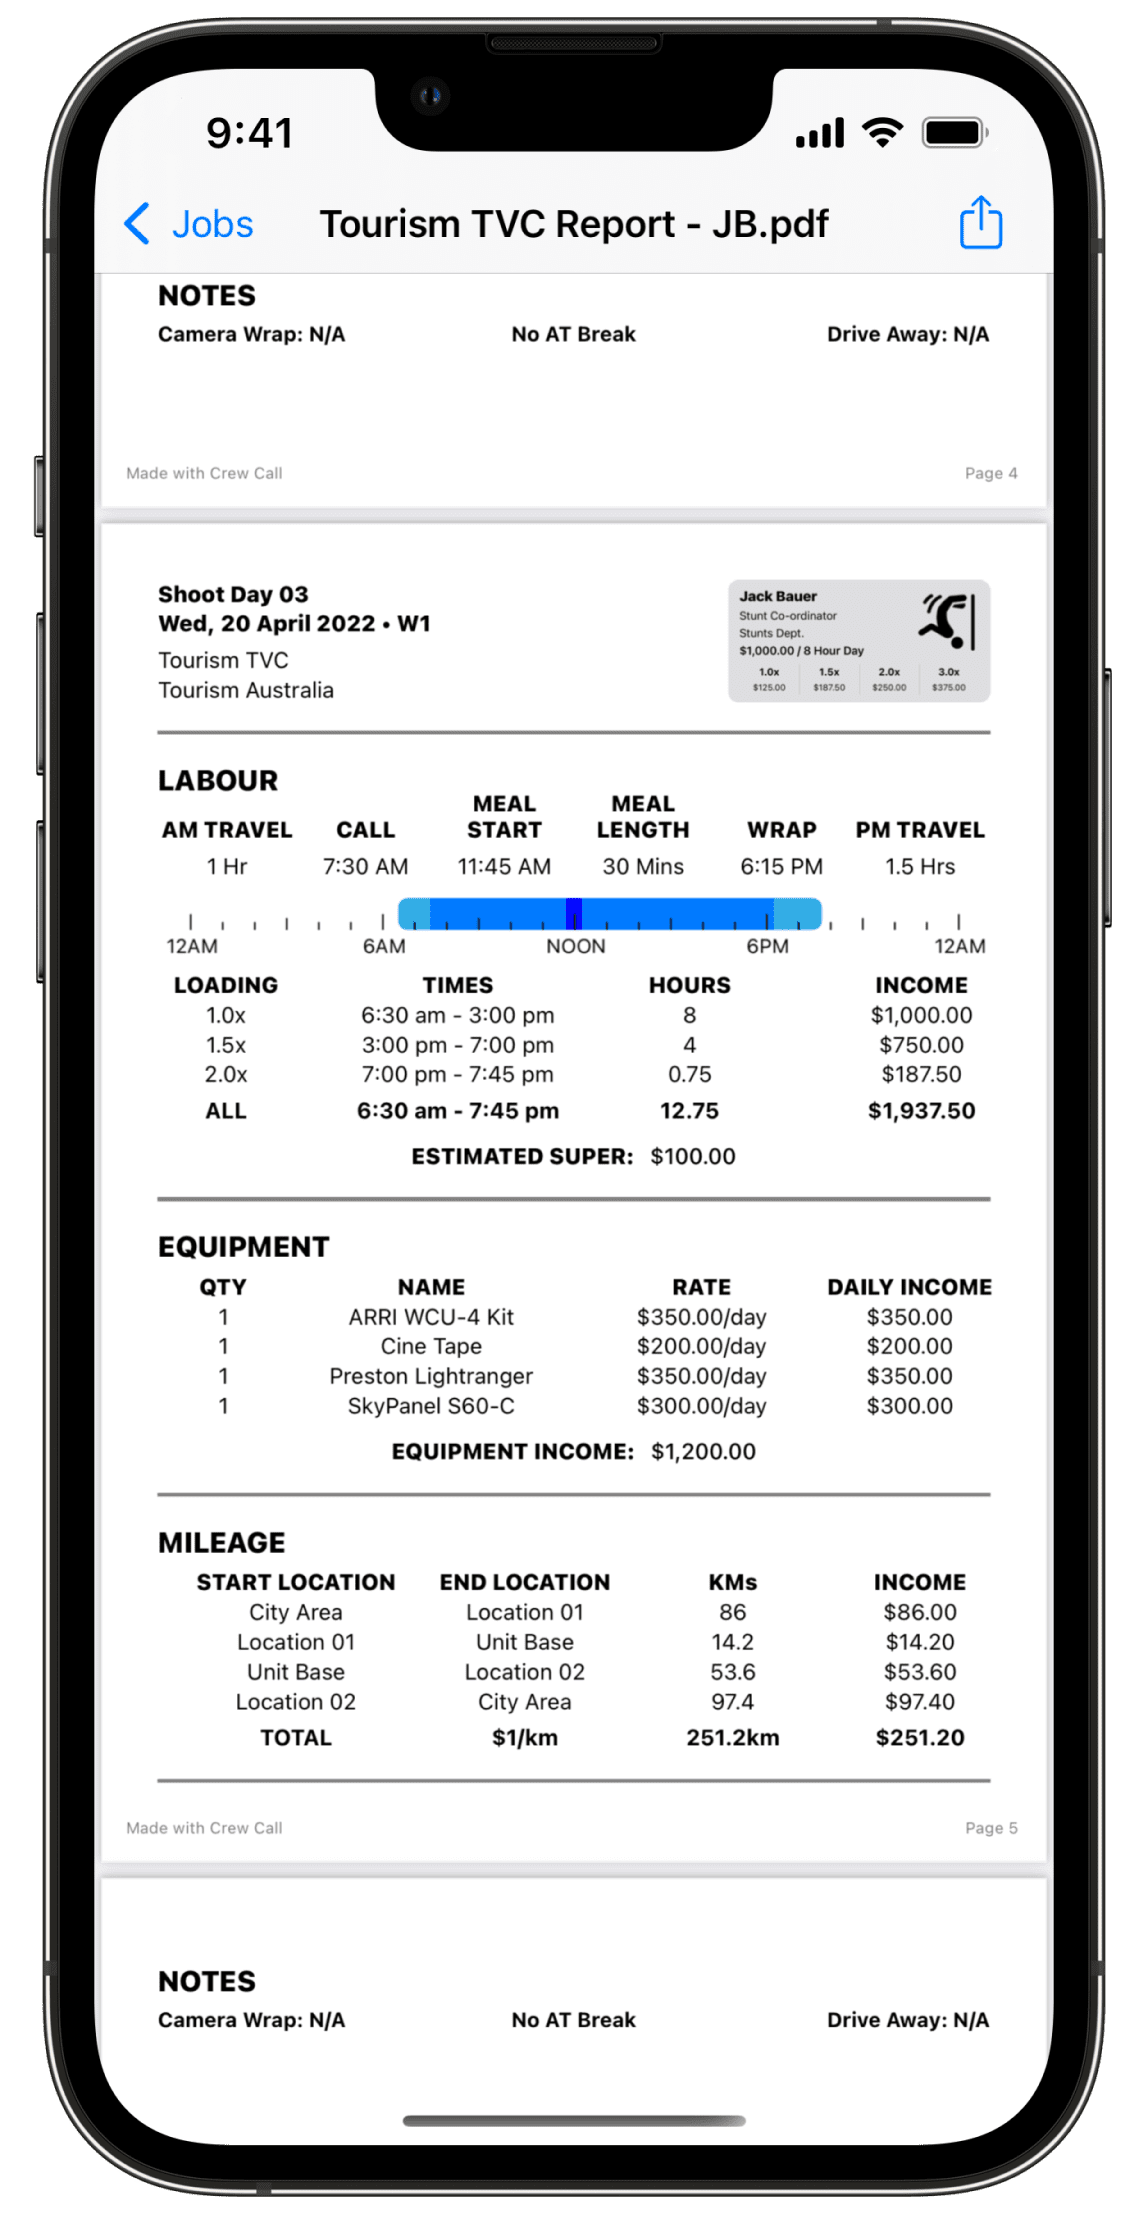 9:41
Jobs
Tourism TVC Report - JB.pdf
NOTES
Camera Wrap: N/A No AT Break Drive Away: N/A
Made with Crew Call Page 4
Shoot Day 03
Wed, 20 April 2022 • W1
Tourism TVC
Tourism Australia
Jack Bauer
Stunt Co-ordinator
Stunts Dept.
$1,000.00 / 8 Hour Day
1.0x 1.5x 2.0x 3.0x
$125.00 $187.50 $250.00 $375.00
LABOUR
AM TRAVEL CALL MEAL START MEAL LENGTH WRAP PM TRAVEL
1 Hr 7:30 AM 11:45 AM 30 Mins 6:15 PM 1.5 Hrs
12AM 6AM NOON 6PM 12AM
LOADING TIMES HOURS INCOME
1.0x 6:30 am - 3:00 pm 8 $1,000.00
1.5x 3:00 pm - 7:00 pm 4 $750.00
2.0x 7:00 pm - 7:45 pm 0.75 $187.50
ALL 6:30 am - 7:45 pm 12.75 $1,937.50
ESTIMATED SUPER: $100.00
EQUIPMENT
QTY NAME RATE DAILY INCOME
1 ARRI WCU-4 Kit $350.00/day $350.00
1 Cine Tape $200.00/day $200.00
1 Preston Lightranger $350.00/day $350.00
1 SkyPanel S60-C $300.00/day $300.00
EQUIPMENT INCOME: $1,200.00
MILEAGE
START LOCATION END LOCATION KMs INCOME
City Area Location 01 86 $86.00
Location 01 Unit Base 14.2 $14.20
Unit Base Location 02 53.6 $53.60
Location 02 City Area 97.4 $97.40
TOTAL $1/km 251.2km $251.20
Made with Crew Call Page 5
NOTES
Camera Wrap: N/A No AT Break Drive Away: N/A